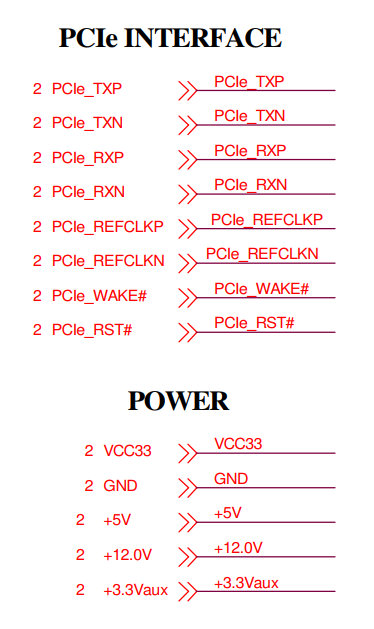 PCIe INTERFACE
2 PCIe_TXP PCIe_TXP
2 PCIe_TXN PCIe_TXN
2 PCIe_RXP PCIe_RXP
2 PCIe_RXN PCIe_RXN
2 PCIe_REFCLKP PCIe_REFCLKP
2 PCIe_REFCLKN PCIe_REFCLKN
2 PCIe_WAKE# PCIe_WAKE#
2 PCIe_RST# PCIe_RST#
POWER
2 VCC33 VCC33
2 GND GND
2 +5V +5V
2 +12.0V +12.0V
2 +3.3Vaux +3.3Vaux